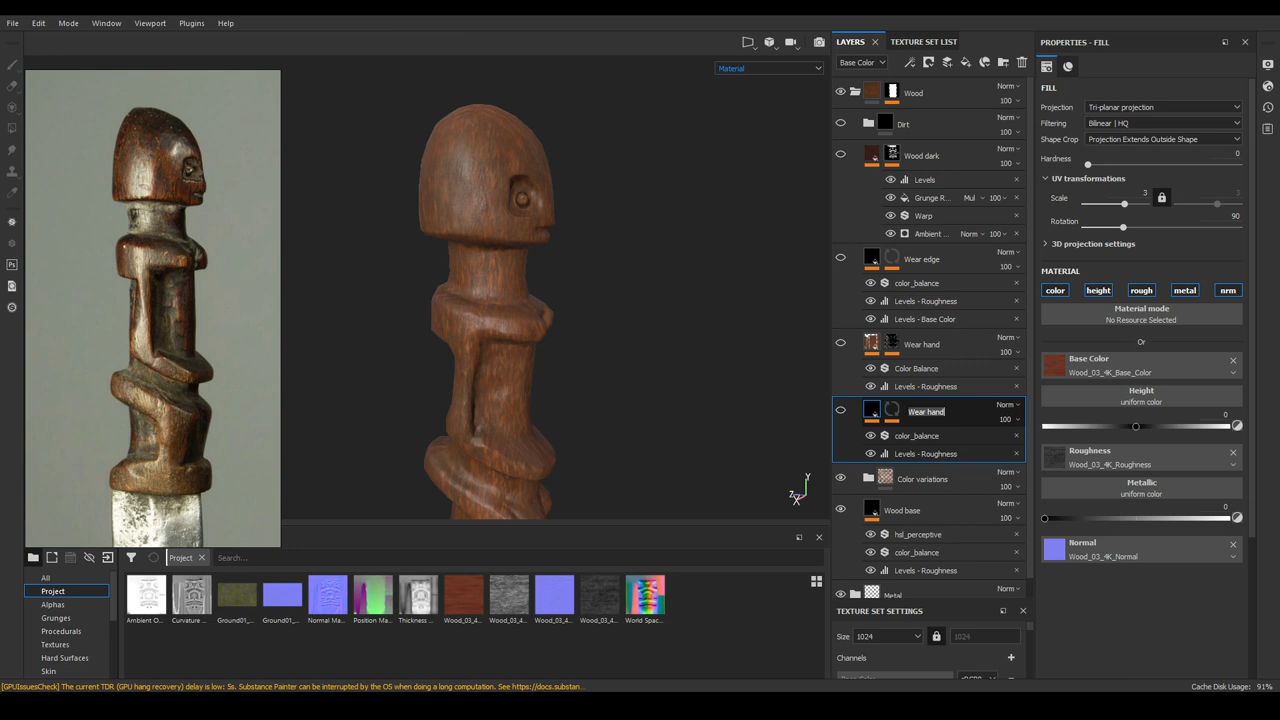 File Edit Mode Window Viewport Plugins Help
Material
Y
Z
X
LAYERS
TEXTURE SET LIST
Base Color
Wood Norm 100
Dirt Norm 100
Wood dark Norm 100
Levels
Grunge R... Mul 100
Warp
Ambient ... Norm 100
Wear edge Norm 100
color_balance
Levels - Roughness
Levels - Base Color
Wear hand Norm 100
Color Balance
Levels - Roughness
Wear hand Norm 100
color_balance
Levels - Roughness
Color variations Norm 100
Wood base Norm 100
hsl_perceptive
color_balance
Levels - Roughness
Metal Norm
TEXTURE SET SETTINGS
Size 1024 1024
Channels
PROPERTIES - FILL
FILL
Projection Tri-planar projection
Filtering Bilinear | HQ
Shape Crop Projection Extends Outside Shape
Hardness 0
UV transformations
Scale 3 3
Rotation 90
3D projection settings
MATERIAL
color height rough metal nrm
Material mode
No Resource Selected
Or
Base Color
Wood_03_4K_Base_Color
Height
uniform color
0
Roughness
Wood_03_4K_Roughness
Metallic
uniform color
0
Normal
Wood_03_4K_Normal
Project
Search...
All
Project
Alphas
Grunges
Procedurals
Textures
Hard Surfaces
Skin
Ambient O... Curvature ... Ground01_... Ground01_... Normal Ma... Position Ma... Thickness ... Wood_03_4... Wood_03_4... Wood_03_4... Wood_03_4... World Spac...
[GPUIssuesCheck] The current TDR (GPU hang recovery) delay is low: 5s. Substance Painter can be interrupted by the OS when doing a long computation. See https://docs.substan...
Cache Disk Usage: 91%